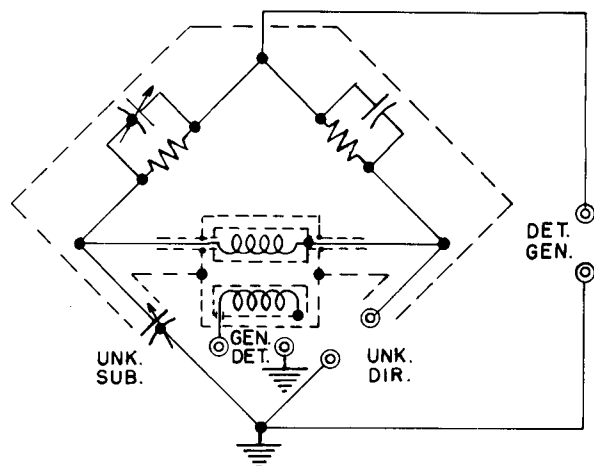 DET.
GEN.
GEN.
DET.
UNK.
SUB.
UNK.
DIR.